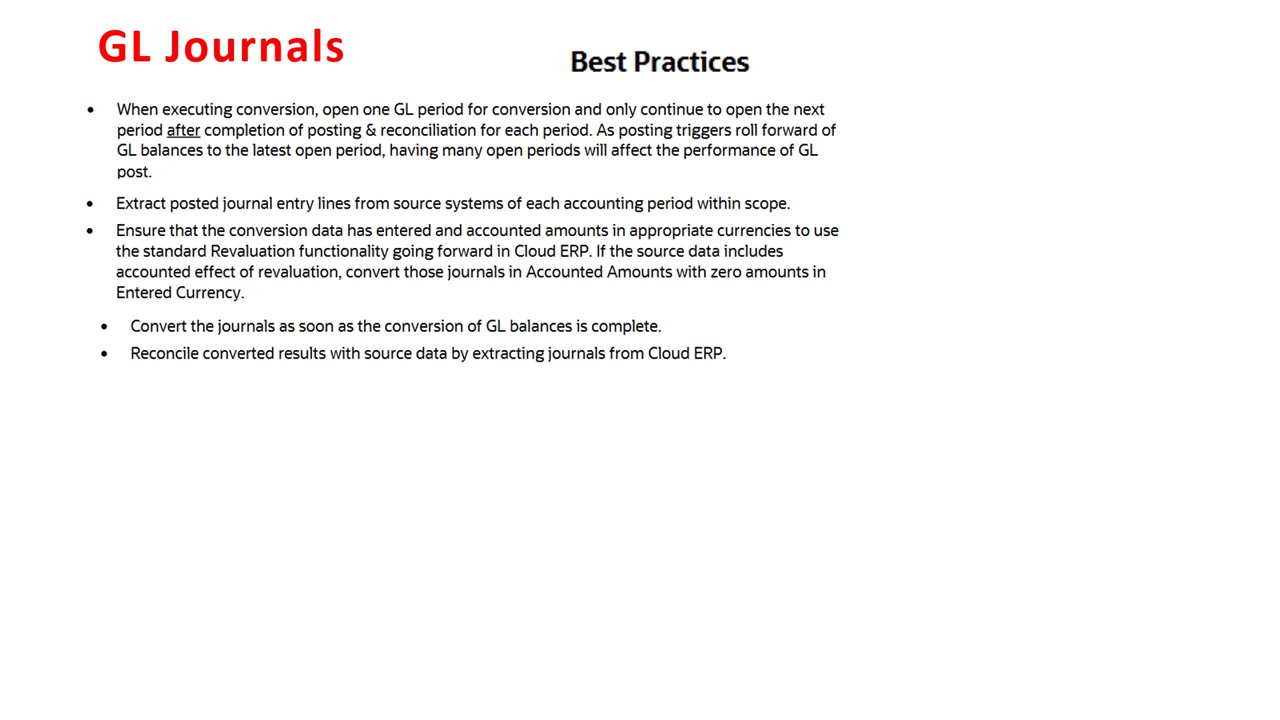 GL Journals
Best Practices
• When executing conversion, open one GL period for conversion and only continue to open the next
period after completion of posting & reconciliation for each period. As posting triggers roll forward of
GL balances to the latest open period, having many open periods will affect the performance of GL
post.
• Extract posted journal entry lines from source systems of each accounting period within scope.
• Ensure that the conversion data has entered and accounted amounts in appropriate currencies to use
the standard Revaluation functionality going forward in Cloud ERP. If the source data includes
accounted effect of revaluation, convert those journals in Accounted Amounts with zero amounts in
Entered Currency.
• Convert the journals as soon as the conversion of GL balances is complete.
• Reconcile converted results with source data by extracting journals from Cloud ERP.